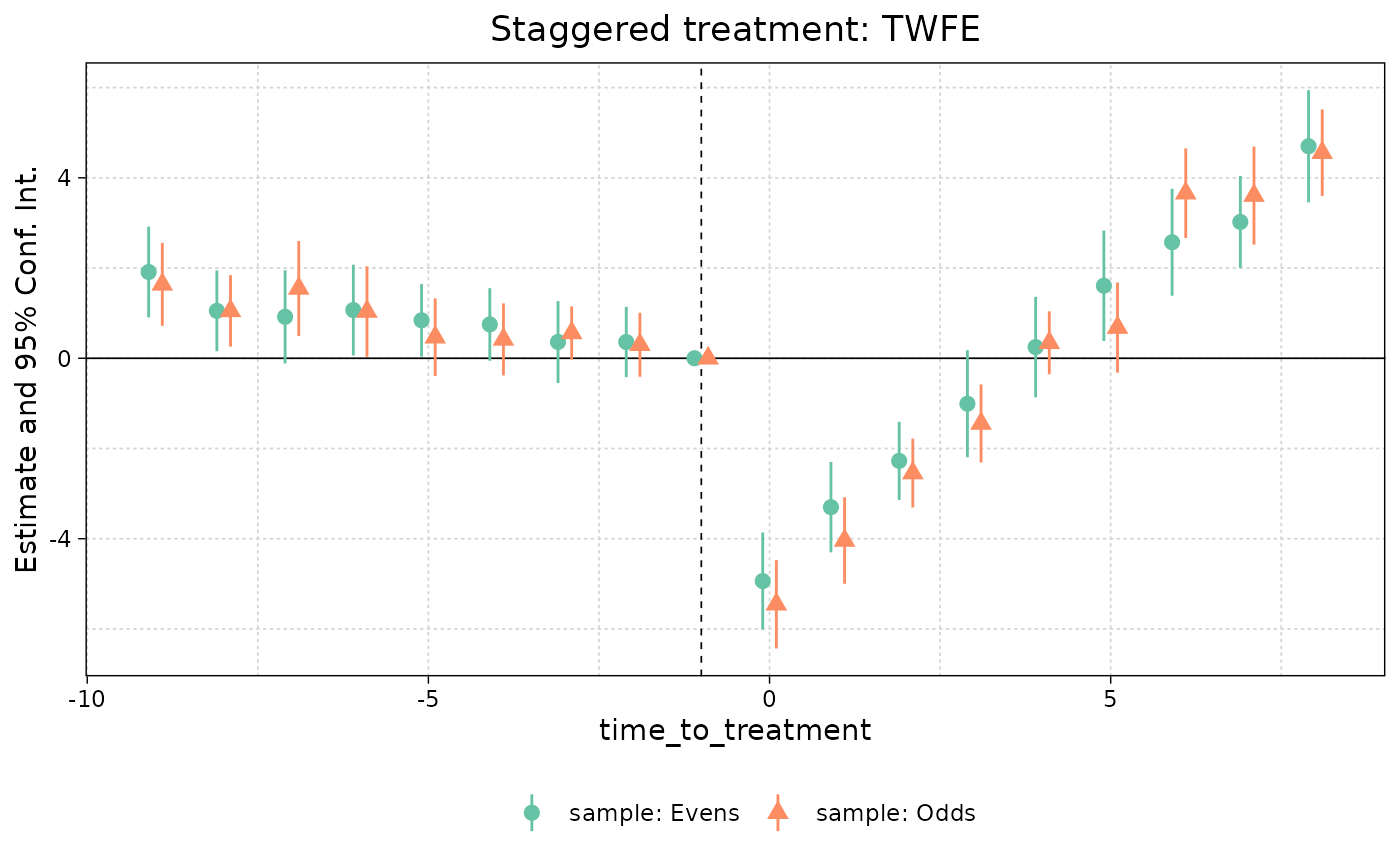 Staggered treatment: TWFE
Estimate and 95% Conf. Int.
4
0
-4
-10
-5
0
5
time_to_treatment
sample: Evens
sample: Odds